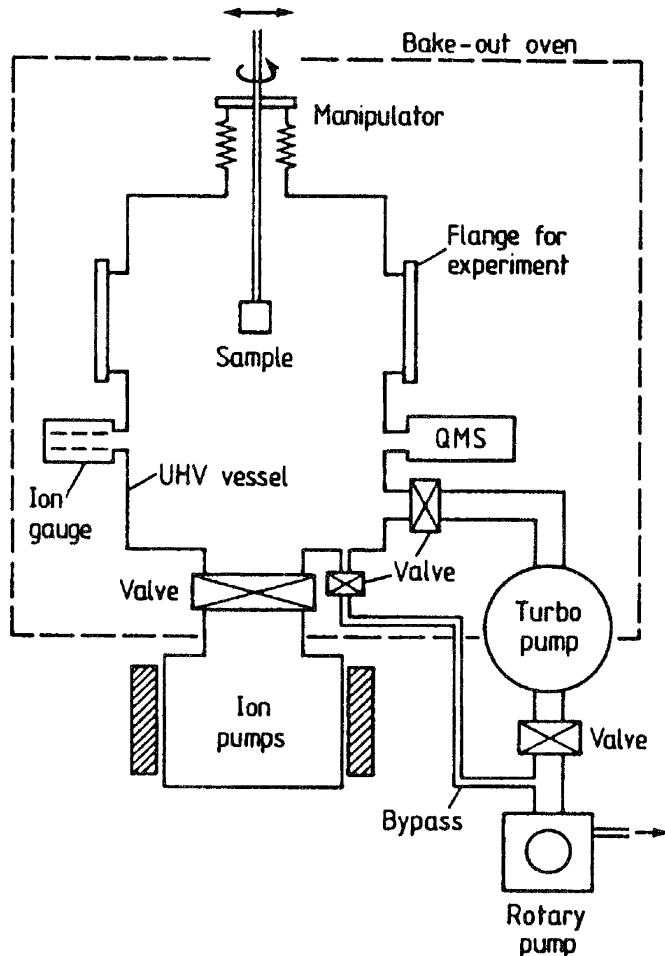 Bake-out oven
Manipulator
Flange for
experiment
Sample
QMS
UHV vessel
Ion
gauge
Valve
Valve
Turbo
pump
Ion
pumps
Valve
Bypass
Rotary
pump